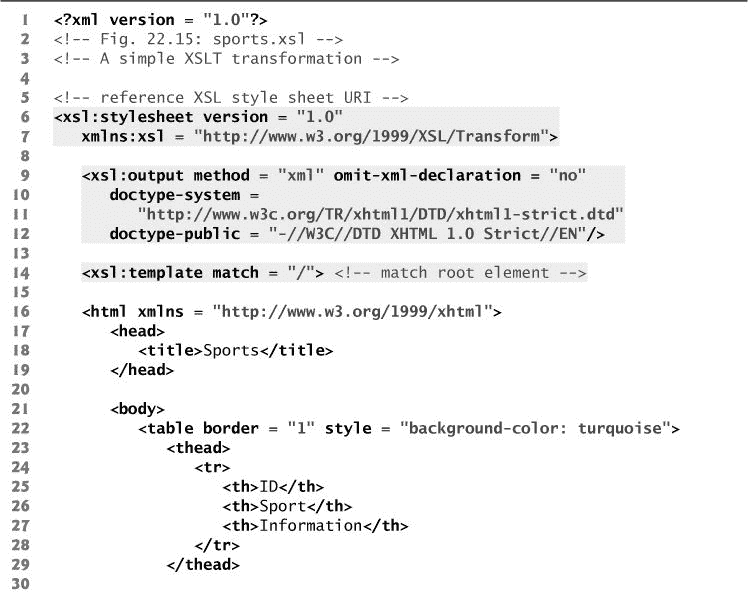 1 <?xml version = "1.0"?>
2 <!-- Fig. 22.15: sports.xsl -->
3 <!-- A simple XSLT transformation -->
4
5 <!-- reference XSL style sheet URI -->
6 <xsl:stylesheet version = "1.0"
7 xmlns:xsl = "http://www.w3.org/1999/XSL/Transform">
8
9 <xsl:output method = "xml" omit-xml-declaration = "no"
10 doctype-system =
11 "http://www.w3c.org/TR/xhtml1/DTD/xhtml1-strict.dtd"
12 doctype-public = "-//W3C//DTD XHTML 1.0 Strict//EN"/>
13
14 <xsl:template match = "/"> <!-- match root element -->
15
16 <html xmlns = "http://www.w3.org/1999/xhtml">
17 <head>
18 <title>Sports</title>
19 </head>
20
21 <body>
22 <table border = "1" style = "background-color: turquoise">
23 <thead>
24 <tr>
25 <th>ID</th>
26 <th>Sport</th>
27 <th>Information</th>
28 </tr>
29 </thead>
30